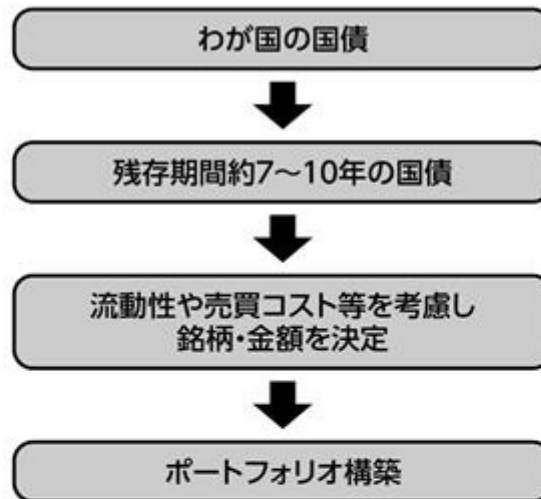 わが国の国債
残存期間約7～10年の国債
流動性や売買コスト等を考慮し
銘柄・金額を決定
ポートフォリオ構築